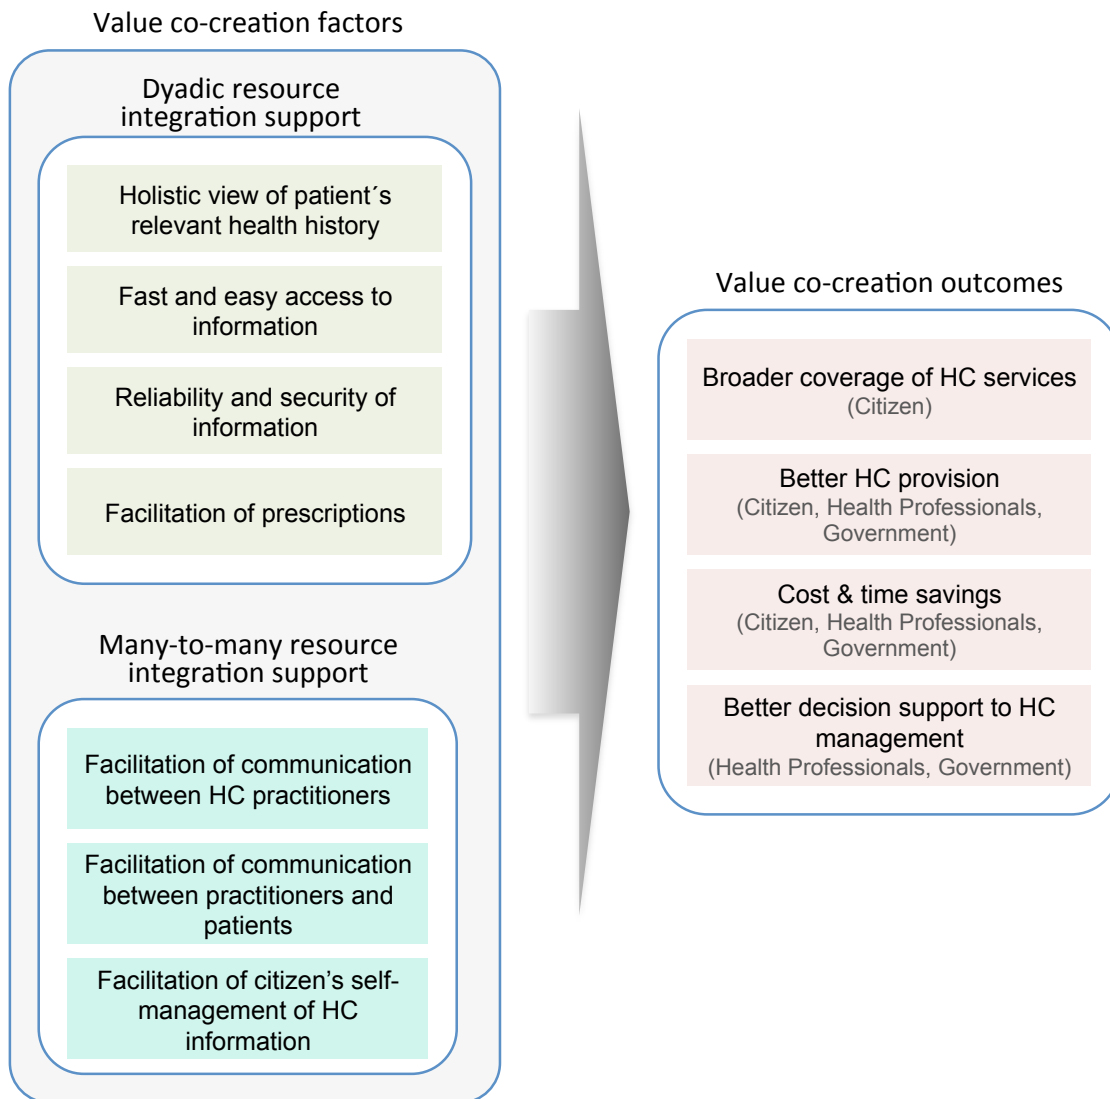 Value co-creation factors
Dyadic resource
integration support
Holistic view of patient´s
relevant health history
Fast and easy access to
information
Reliability and security of
information
Facilitation of prescriptions
Many-to-many resource
integration support
Facilitation of communication
between HC practitioners
Facilitation of communication
between practitioners and
patients
Facilitation of citizen’s self-
management of HC
information
Value co-creation outcomes
Broader coverage of HC services
(Citizen)
Better HC provision
(Citizen, Health Professionals,
Government)
Cost & time savings
(Citizen, Health Professionals,
Government)
Better decision support to HC
management
(Health Professionals, Government)